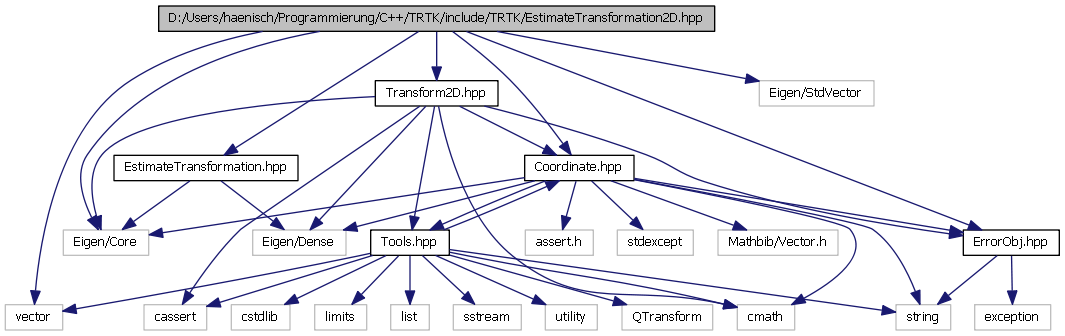 D:/Users/haenisch/Programmierung/C++/TRTK/include/TRTK/EstimateTransformation2D.hpp
Transform2D.hpp
Eigen/StdVector
EstimateTransformation.hpp
Coordinate.hpp
Eigen/Core
Eigen/Dense
Tools.hpp
assert.h
stdexcept
Mathbib/Vector.h
ErrorObj.hpp
vector
cassert
cstdlib
limits
list
sstream
utility
QTransform
cmath
string
exception